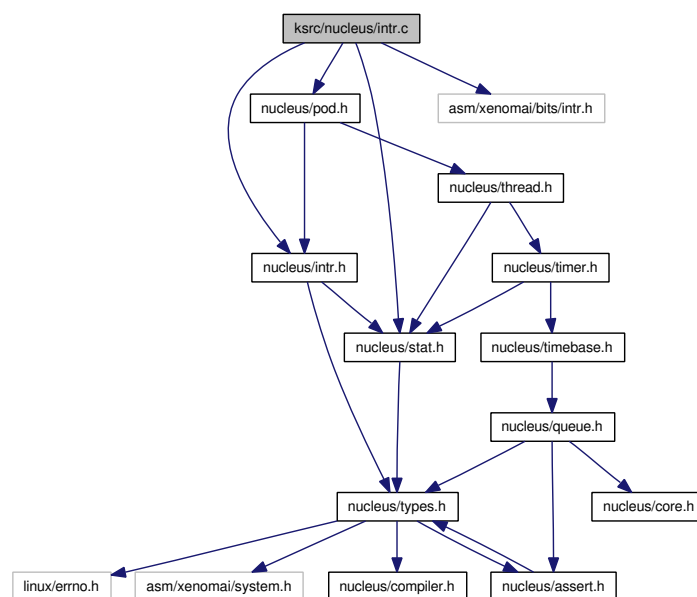 ksrc/nucleus/intr.c
nucleus/pod.h
asm/xenomai/bits/intr.h
nucleus/thread.h
nucleus/intr.h
nucleus/timer.h
nucleus/stat.h
nucleus/timebase.h
nucleus/queue.h
nucleus/types.h
nucleus/core.h
linux/errno.h
asm/xenomai/system.h
nucleus/compiler.h
nucleus/assert.h